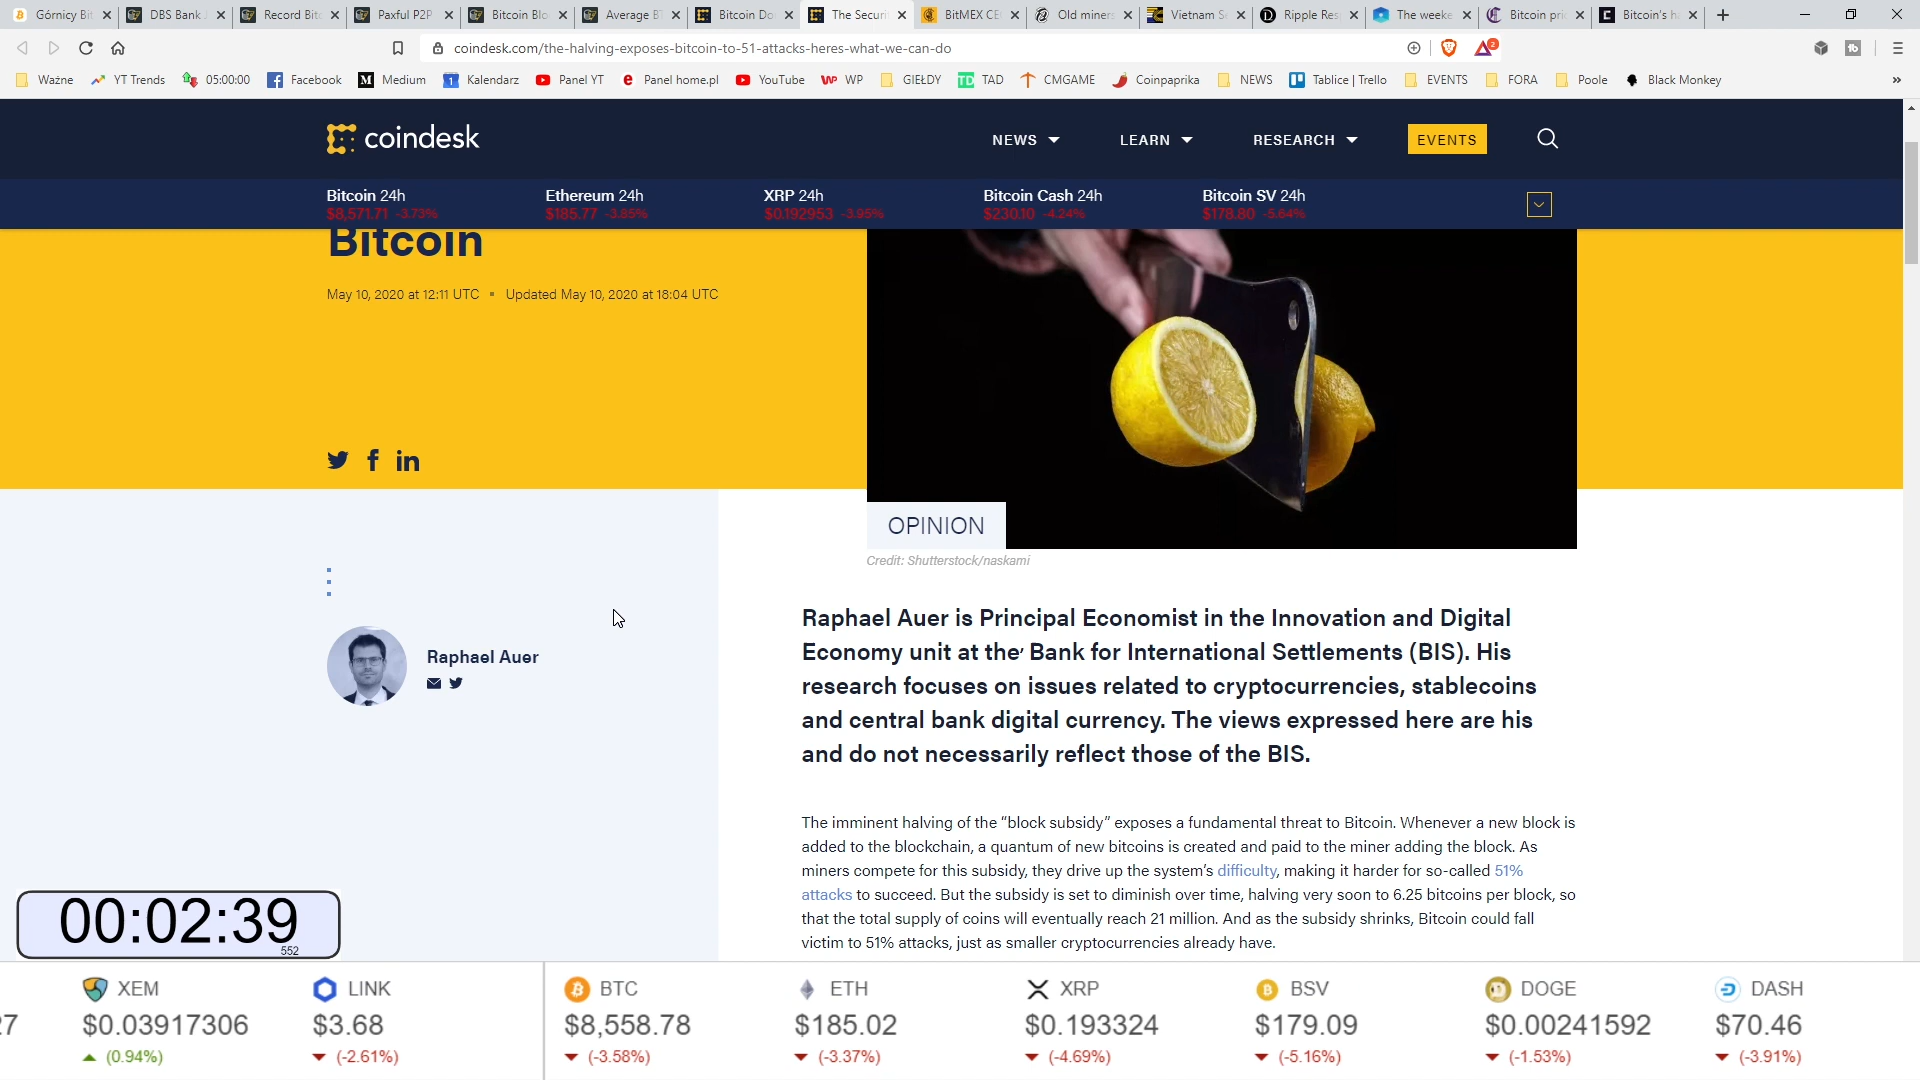 Górnicy Bit
DBS Bank
Record Bitc
Paxful P2P
Bitcoin Blo
Average BT
Bitcoin Do
The Securi
BitMEX CE
Old miner
Vietnam S
Ripple Res
The weeke
Bitcoin pri
Bitcoin's h
coindesk.com/the-halving-exposes-bitcoin-to-51-attacks-heres-what-we-can-do
2
Ważne
YT Trends
05:00:00
Facebook
Medium
Kalendarz
Panel YT
Panel home.pl
YouTube
WP
GIEŁDY
TAD
CMGAME
Coinpaprika
NEWS
Tablice | Trello
EVENTS
FORA
Poole
Black Monkey
coindesk
NEWS
LEARN
RESEARCH
EVENTS
Bitcoin 24h
$8,571.71 -3.73%
Ethereum 24h
$185.77 -3.85%
XRP 24h
$0.192953 -3.95%
Bitcoin Cash 24h
$230.10 -4.24%
Bitcoin SV 24h
$178.80 -5.64%
Bitcoin
May 10, 2020 at 12:11 UTC ▪ Updated May 10, 2020 at 18:04 UTC
OPINION
Credit: Shutterstock/naskami
Raphael Auer
Raphael Auer is Principal Economist in the Innovation and Digital
Economy unit at the Bank for International Settlements (BIS). His
research focuses on issues related to cryptocurrencies, stablecoins
and central bank digital currency. The views expressed here are his
and do not necessarily reflect those of the BIS.
The imminent halving of the “block subsidy” exposes a fundamental threat to Bitcoin. Whenever a new block is
added to the blockchain, a quantum of new bitcoins is created and paid to the miner adding the block. As
miners compete for this subsidy, they drive up the system's difficulty, making it harder for so-called 51%
attacks to succeed. But the subsidy is set to diminish over time, halving very soon to 6.25 bitcoins per block, so
that the total supply of coins will eventually reach 21 million. And as the subsidy shrinks, Bitcoin could fall
victim to 51% attacks, just as smaller cryptocurrencies already have.
00:02:39
552
27
XEM
$0.03917306
(0.94%)
LINK
$3.68
(-2.61%)
BTC
$8,558.78
(-3.58%)
ETH
$185.02
(-3.37%)
XRP
$0.193324
(-4.69%)
BSV
$179.09
(-5.16%)
DOGE
$0.00241592
(-1.53%)
DASH
$70.46
(-3.91%)